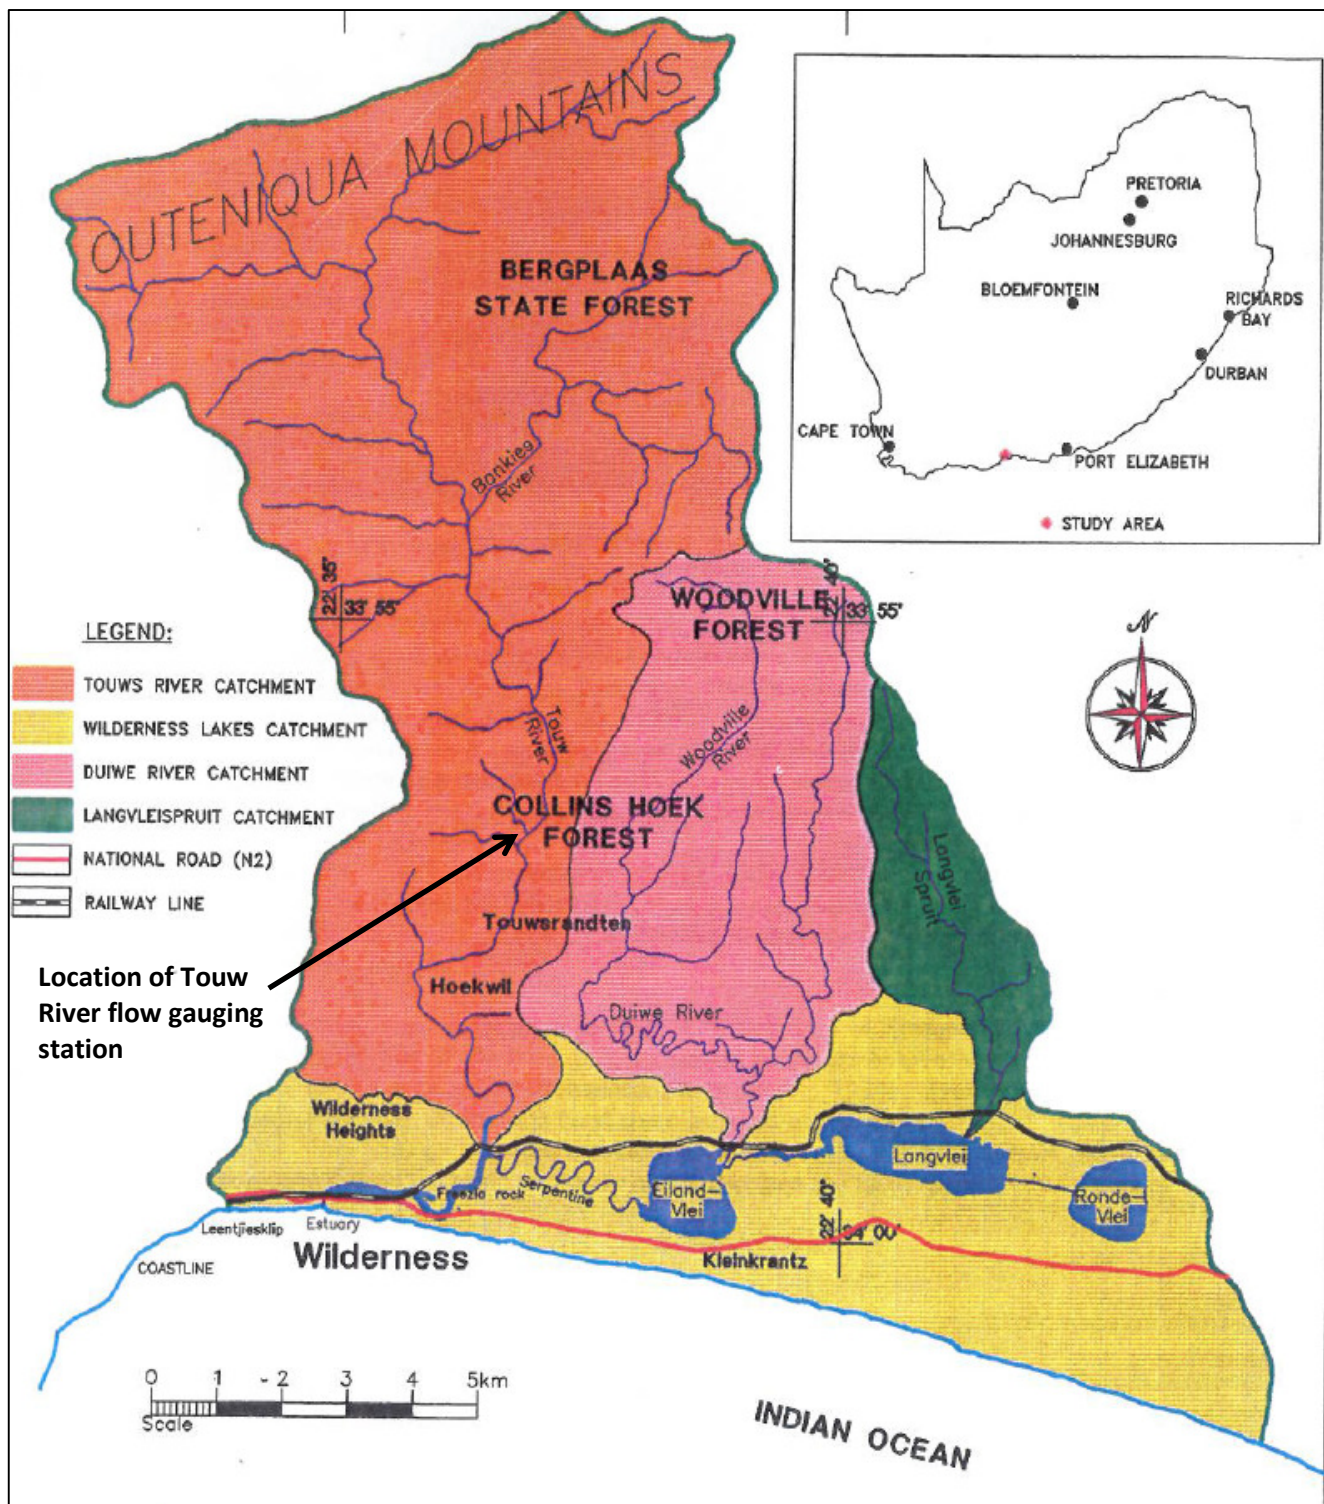 OUTENIQUA MOUNTAINS
BERGPLAAS
STATE FOREST
Bonkies
River
PRETORIA
JOHANNESBURG
BLOEMFONTEIN
RICHARDS
BAY
DURBAN
CAPE TOWN
PORT ELIZABETH
STUDY AREA
22° 35'
33° 55'
WOODVILLE
FOREST
22° 40'
33° 55'
N
LEGEND:
TOUWS RIVER CATCHMENT
WILDERNESS LAKES CATCHMENT
DUIWE RIVER CATCHMENT
LANGVLEISPRUIT CATCHMENT
NATIONAL ROAD (N2)
RAILWAY LINE
Touw
River
Woodville
River
COLLINS HOEK
FOREST
Langvlei
Spruit
Touwsrandten
Location of Touw
River flow gauging
station
Hoekwil
Duiwe River
Wilderness
Heights
Langvlei
Eiland-
Vlei
Ronde-
Vlei
Freezia rock
Serpentine
22° 40'
34° 00'
Leentjiesklip
Estuary
Wilderness
Kleinkrantz
COASTLINE
0 1 2 3 4 5km
Scale
INDIAN OCEAN